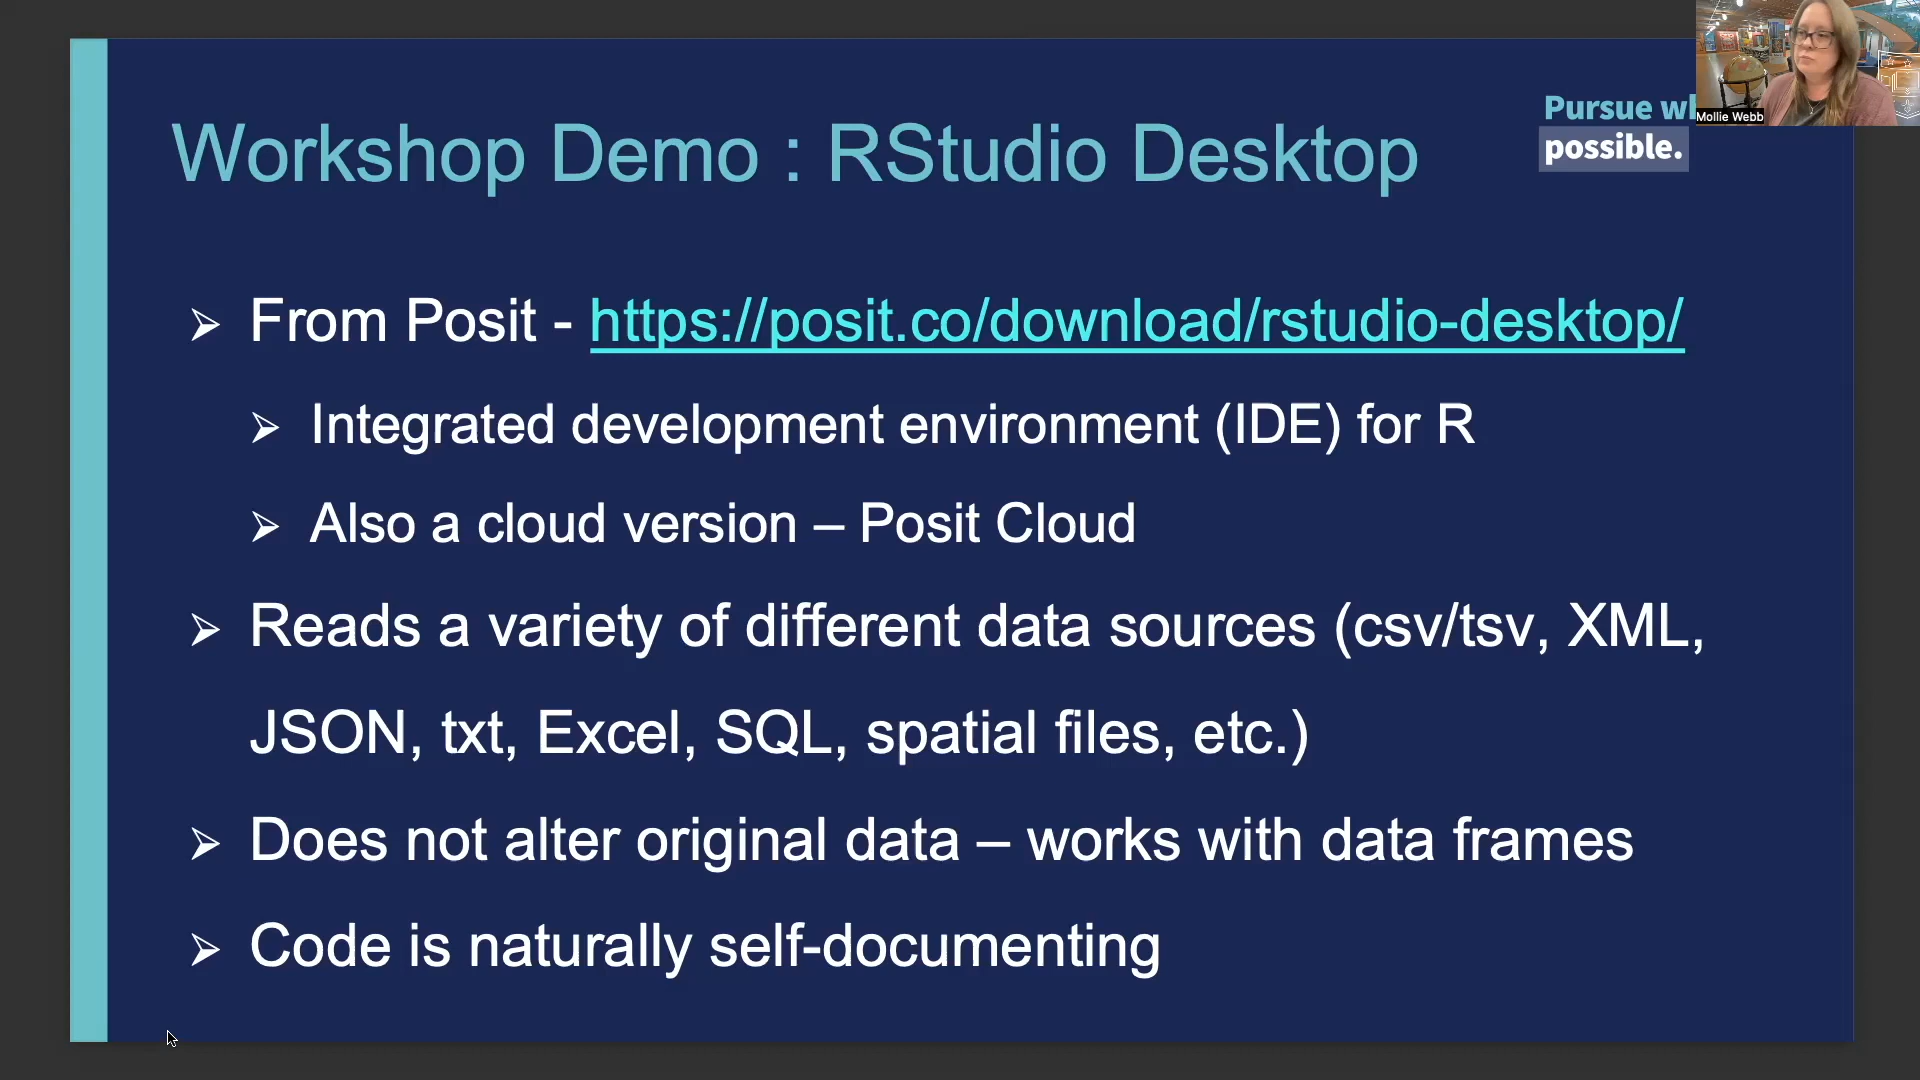 Pursue
possible.
Mollie Webb
Workshop Demo : RStudio Desktop
➢ From Posit - https://posit.co/download/rstudio-desktop/
➢ Integrated development environment (IDE) for R
➢ Also a cloud version – Posit Cloud
➢ Reads a variety of different data sources (csv/tsv, XML,
JSON, txt, Excel, SQL, spatial files, etc.)
➢ Does not alter original data – works with data frames
➢ Code is naturally self-documenting